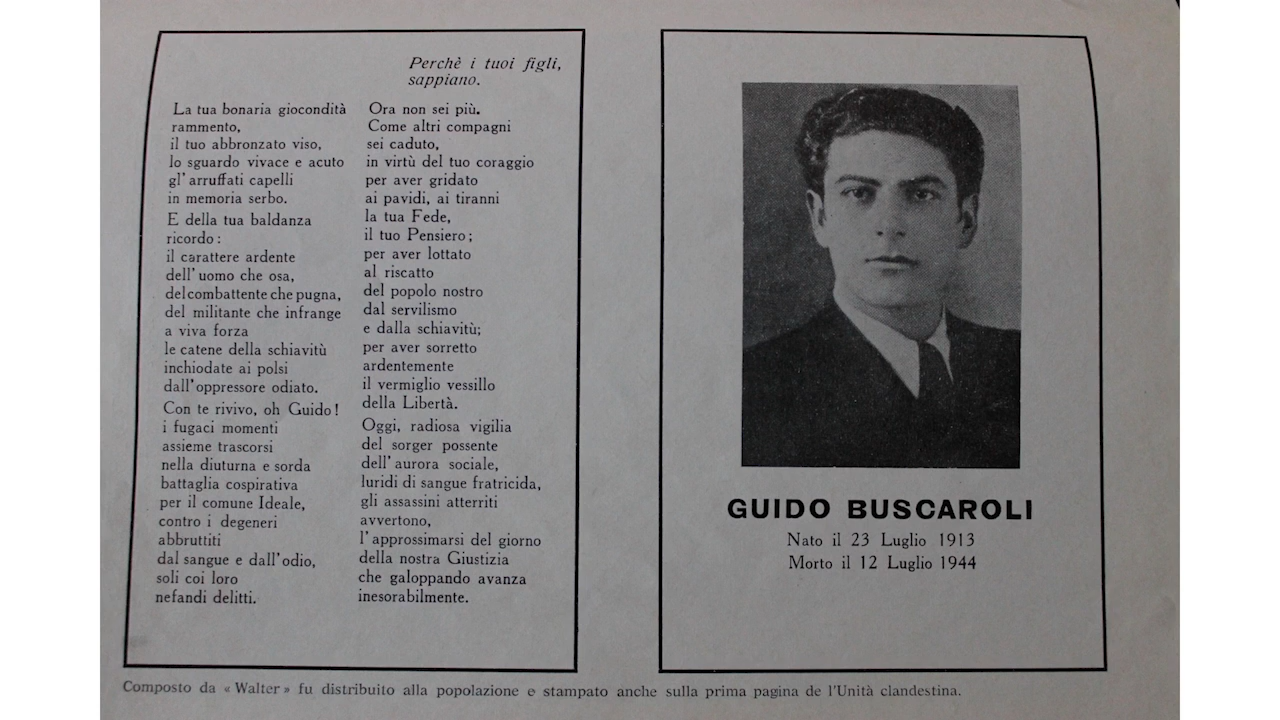 Perchè i tuoi figli,
sappiano.
La tua bonaria giocondità
rammento,
il tuo abbronzato viso,
lo sguardo vivace e acuto
gl'arruffati capelli
in memoria serbo.
E della tua baldanza
ricordo:
il carattere ardente
dell'uomo che osa,
del combattente che pugna,
del militante che infrange
a viva forza
le catene della schiavitù
inchiodate ai polsi
dall'oppressore odiato.
Con te rivivo, oh Guido!
i fugaci momenti
assieme trascorsi
nella diuturna e sorda
battaglia cospirativa
per il comune Ideale,
contro i degeneri
abbruttiti
dal sangue e dall'odio,
soli coi loro
nefandi delitti.
Ora non sei più.
Come altri compagni
sei caduto,
in virtù del tuo coraggio
per aver gridato
ai pavidi, ai tiranni
la tua Fede,
il tuo Pensiero;
per aver lottato
al riscatto
del popolo nostro
dal servilismo
e dalla schiavitù;
per aver sorretto
ardentemente
il vermiglio vessillo
della Libertà.
Oggi, radiosa vigilia
del sorger possente
dell'aurora sociale,
luridi di sangue fratricida,
gli assassini atterriti
avvertono,
l'approssimarsi del giorno
della nostra Giustizia
che galoppando avanza
inesorabilmente.
GUIDO BUSCAROLI
Nato il 23 Luglio 1913
Morto il 12 Luglio 1944
Composto da « Walter » fu distribuito alla popolazione e stampato anche sulla prima pagina de l'Unità clandestina.